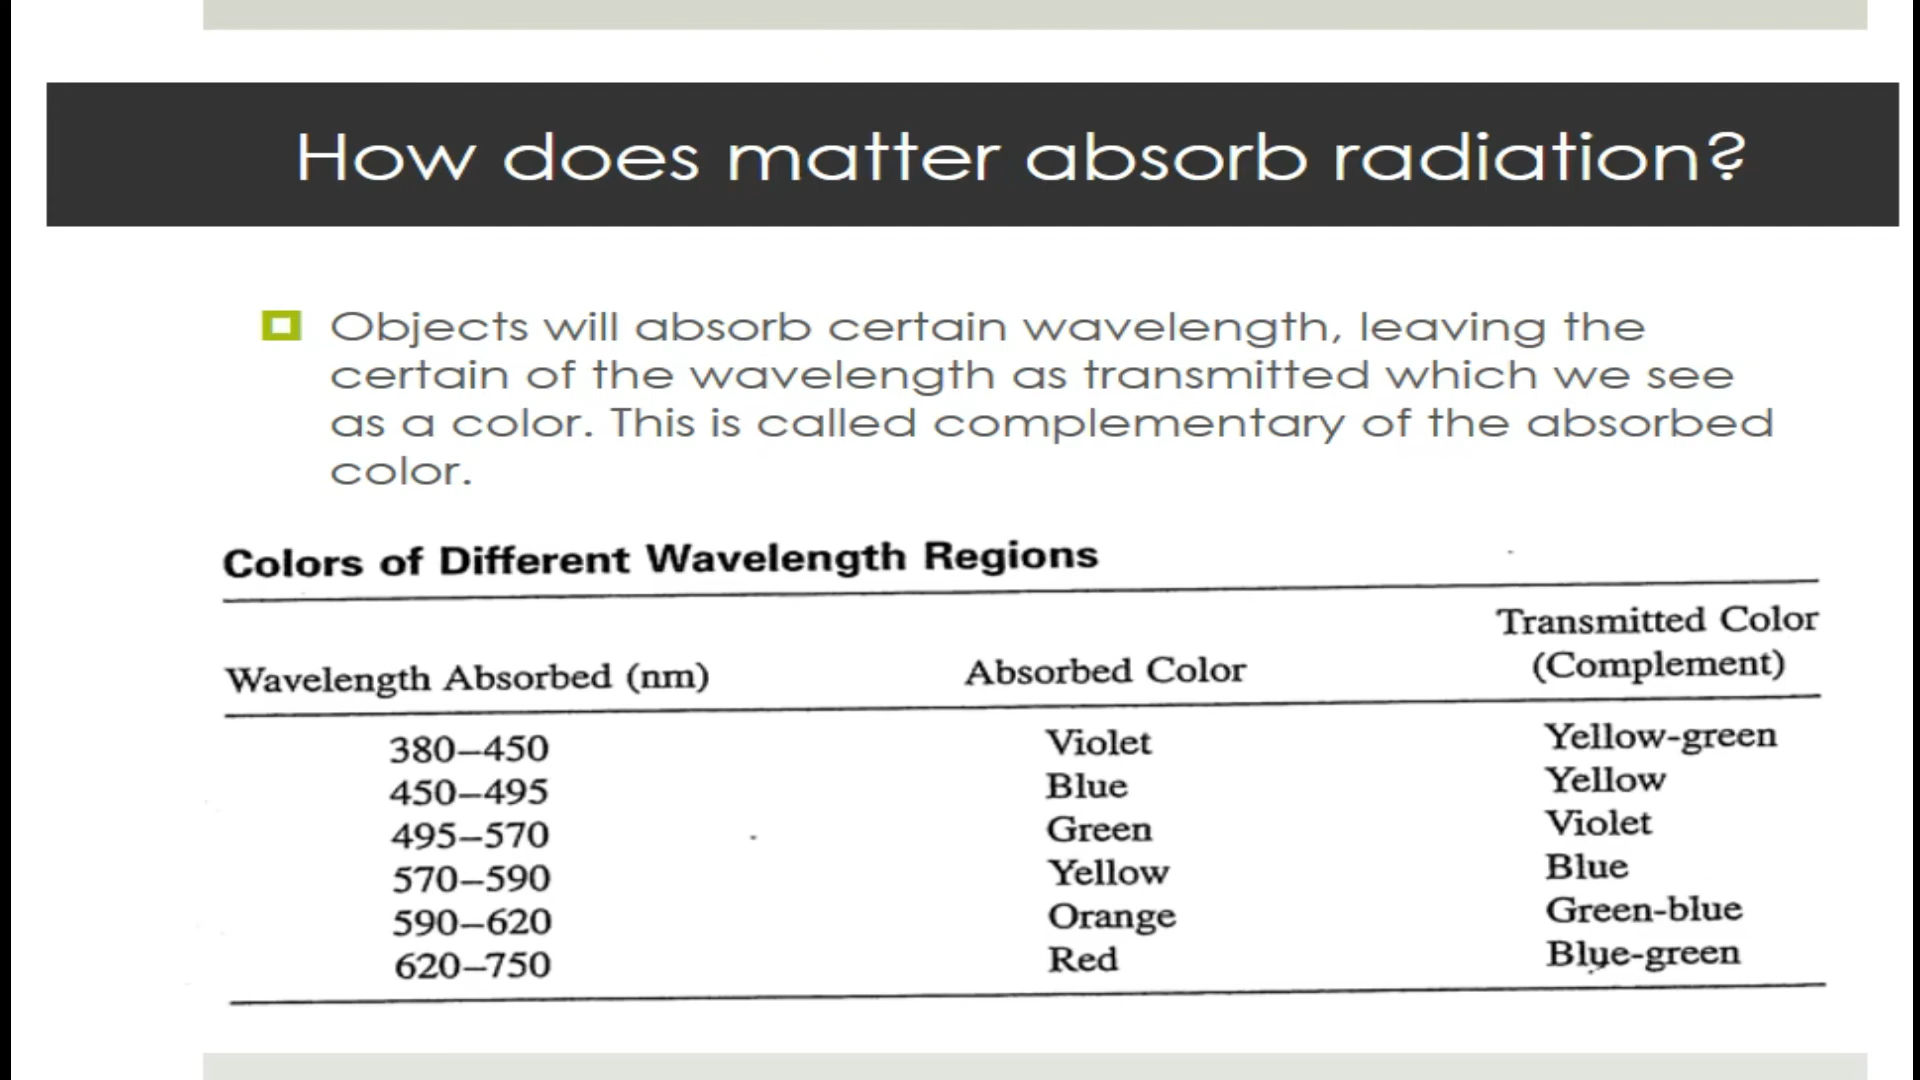 How does matter absorb radiation?
Objects will absorb certain wavelength, leaving the
certain of the wavelength as transmitted which we see
as a color. This is called complementary of the absorbed
color.
Colors of Different Wavelength Regions
Transmitted Color
Wavelength Absorbed (nm) Absorbed Color (Complement)
380–450 Violet Yellow-green
450–495 Blue Yellow
495–570 Green Violet
570–590 Yellow Blue
590–620 Orange Green-blue
620–750 Red Blue-green